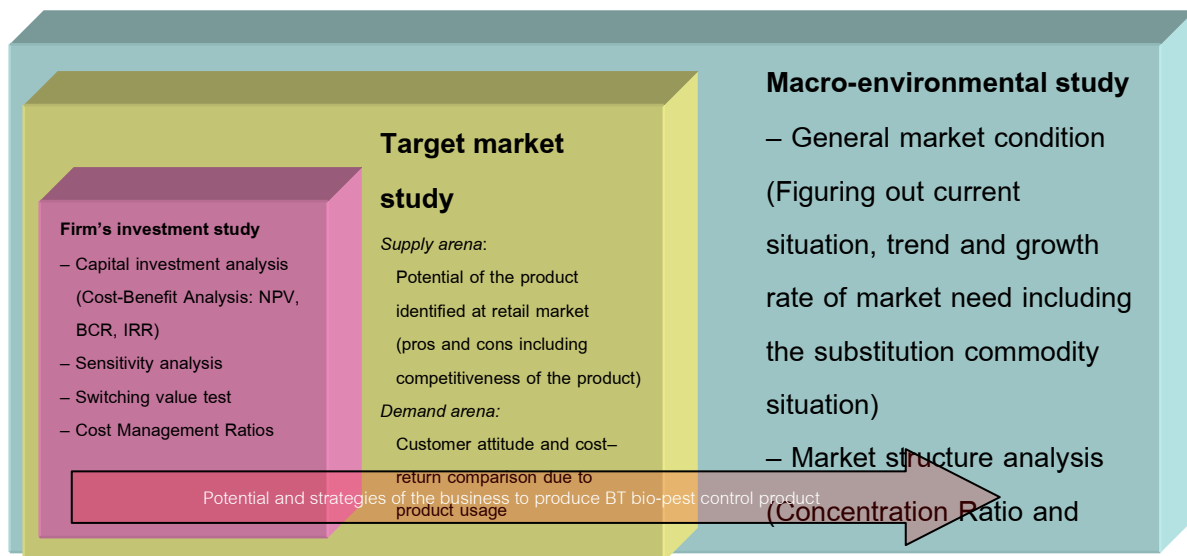 Firm's investment study
– Capital investment analysis
(Cost-Benefit Analysis: NPV,
BCR, IRR)
– Sensitivity analysis
– Switching value test
– Cost Management Ratios
Target market
study
Supply arena:
Potential of the product
identified at retail market
(pros and cons including
competitiveness of the product)
Demand arena:
Customer attitude and cost–
return comparison due to
product usage
Macro-environmental study
– General market condition
(Figuring out current
situation, trend and growth
rate of market need including
the substitution commodity
situation)
– Market structure analysis
(Concentration Ratio and
Potential and strategies of the business to produce BT bio-pest control product